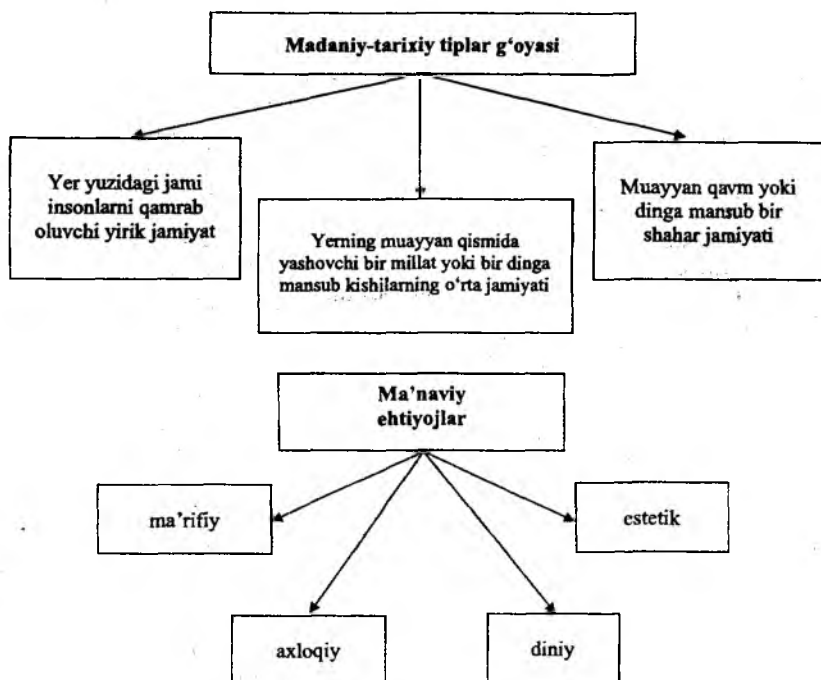 Madaniy-tarixiy tiplar g‘oyasi
Yer yuzidagi jami
insonlarni qamrab
oluvchi yirik jamiyat
Yerning muayyan qismida
yashovchi bir millat yoki bir dinga
mansub kishilarning o‘rta jamiyati
Muayyan qavm yoki
dinga mansub bir
shahar jamiyati
Ma’naviy
ehtiyojlar
ma’rifiy
estetik
axloqiy
diniy